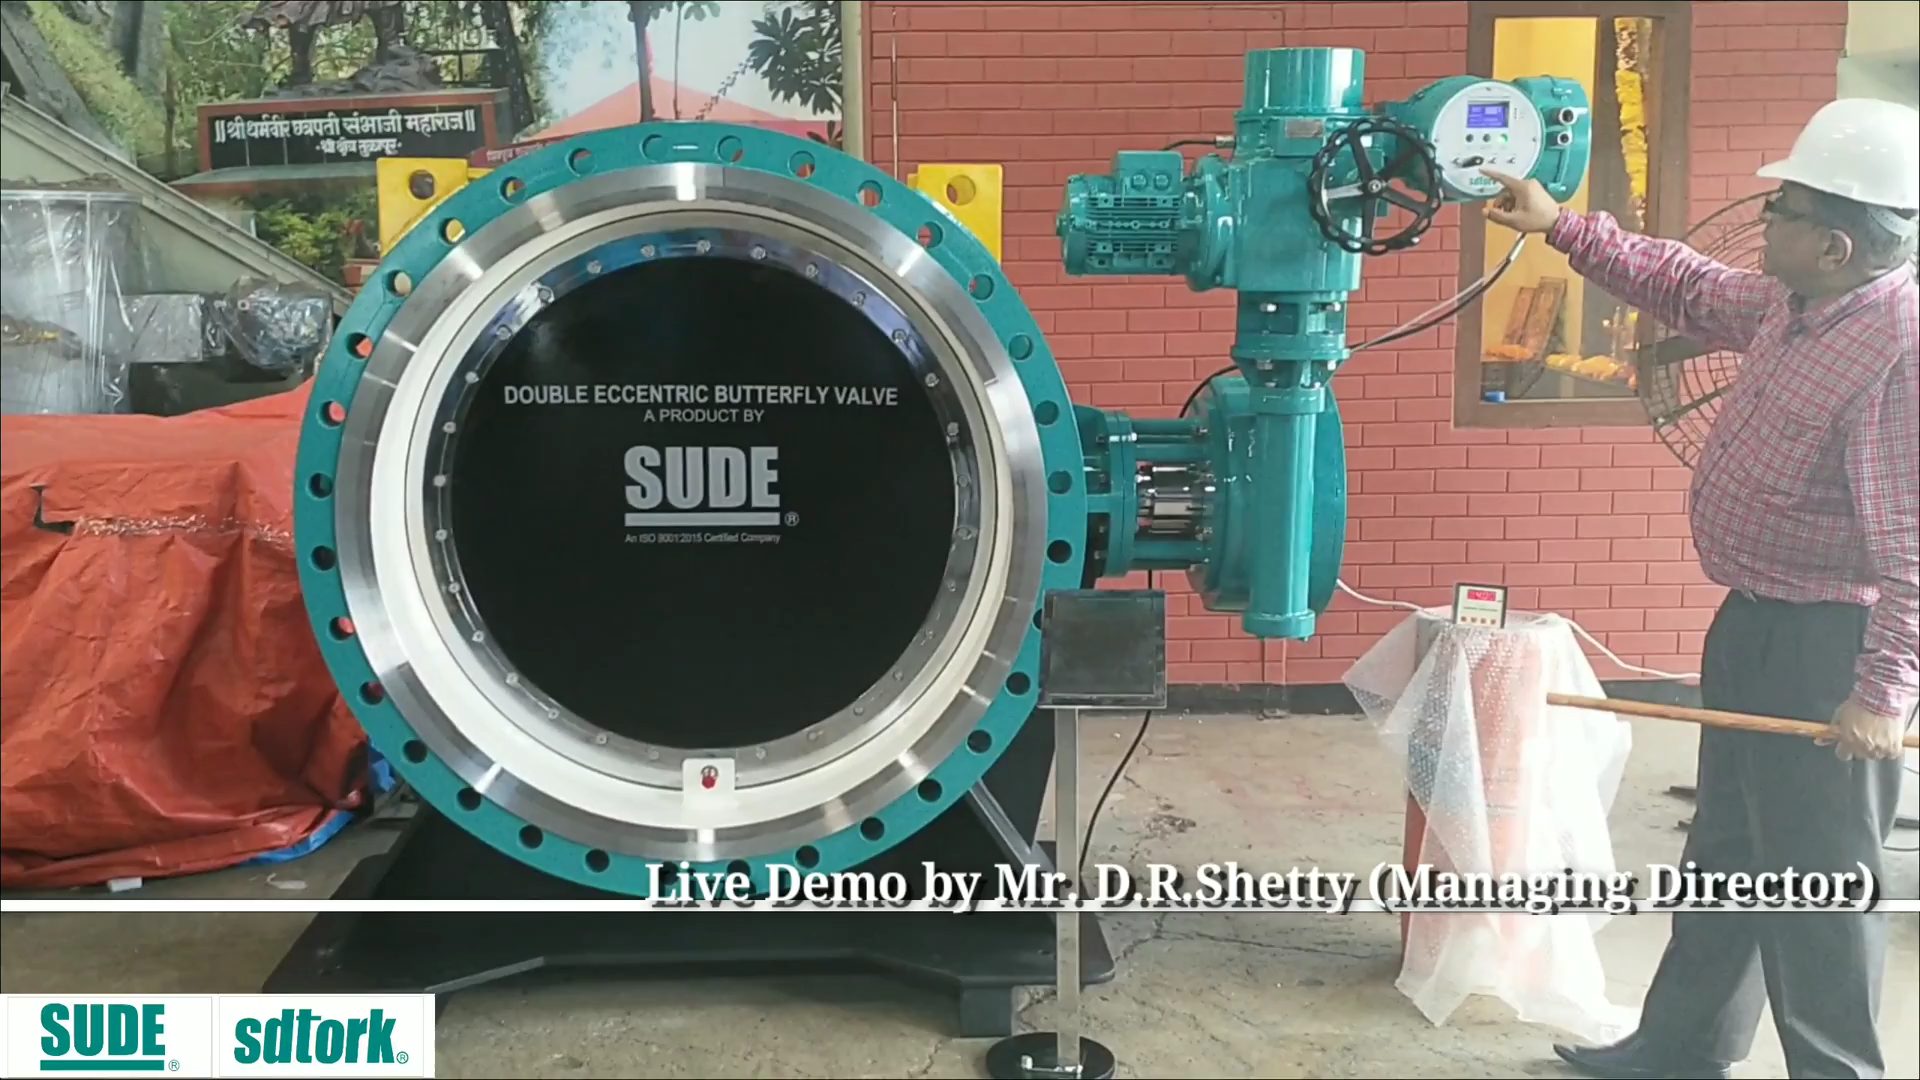 ॥ श्री धर्मवीर छत्रपती संभाजी महाराज ॥
-श्री क्षेत्र तुळापूर-
sdtork
DOUBLE ECCENTRIC BUTTERFLY VALVE
A PRODUCT BY
SUDE®
An ISO 9001:2015 Certified Company
Live Demo by Mr. D.R.Shetty (Managing Director)
SUDE®
sdtork®